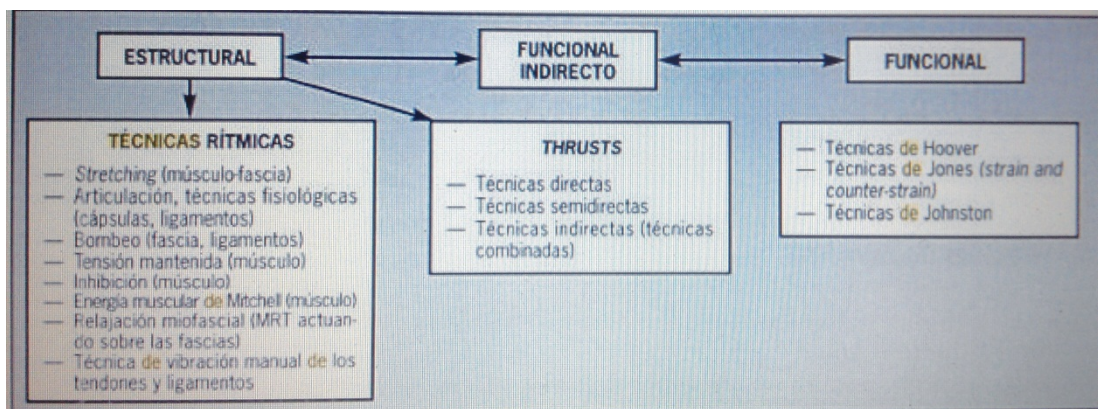 ESTRUCTURAL
FUNCIONAL
INDIRECTO
FUNCIONAL
TÉCNICAS RÍTMICAS
— Stretching (músculo-fascia)
— Articulación, técnicas fisiológicas
(cápsulas, ligamentos)
— Bombeo (fascia, ligamentos)
— Tensión mantenida (músculo)
— Inhibición (músculo)
— Energía muscular de Mitchell (músculo)
— Relajación miofascial (MRT actuan-
do sobre las fascias)
— Técnica de vibración manual de los
tendones y ligamentos
THRUSTS
— Técnicas directas
— Técnicas semidirectas
— Técnicas indirectas (técnicas
combinadas)
— Técnicas de Hoover
— Técnicas de Jones (strain and
counter-strain)
— Técnicas de Johnston